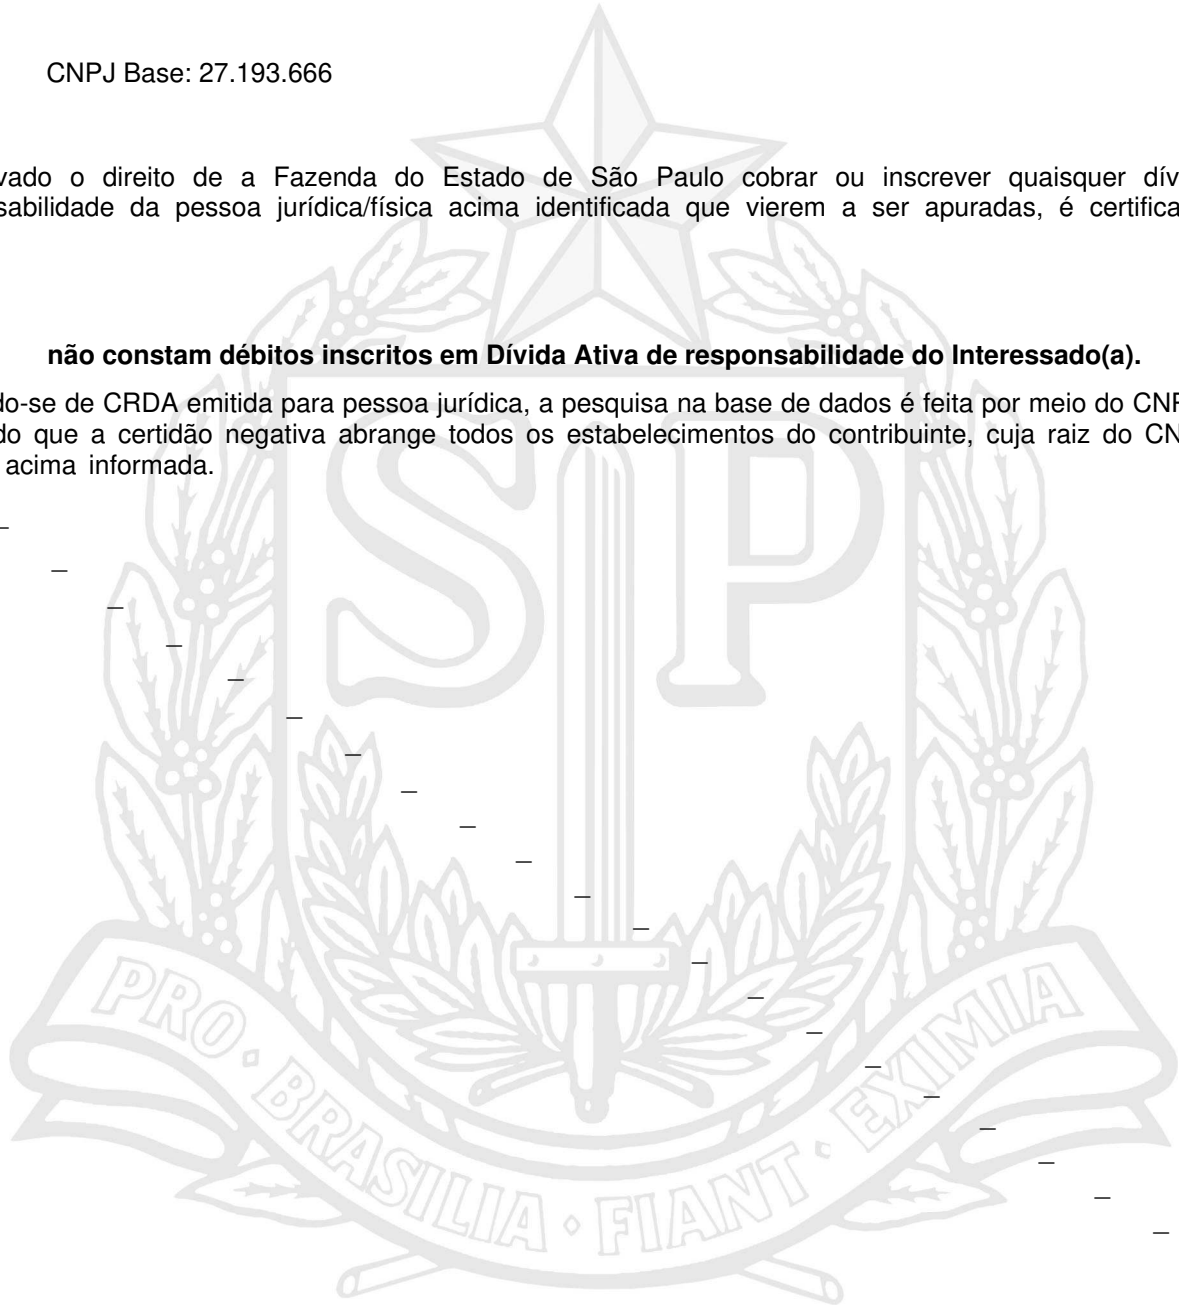 CNPJ Base: 27.193.666
vado o direito de a Fazenda do Estado de São Paulo cobrar ou inscrever quaisquer dív
sabilidade da pessoa jurídica/física acima identificada que vierem a ser apuradas, é certifica
não constam débitos inscritos em Dívida Ativa de responsabilidade do Interessado(a).
do-se de CRDA emitida para pessoa jurídica, a pesquisa na base de dados é feita por meio do CNP
do que a certidão negativa abrange todos os estabelecimentos do contribuinte, cuja raiz do CN
acima informada.
SP
PRO · BRASILIA · FIANT · EXIMIA